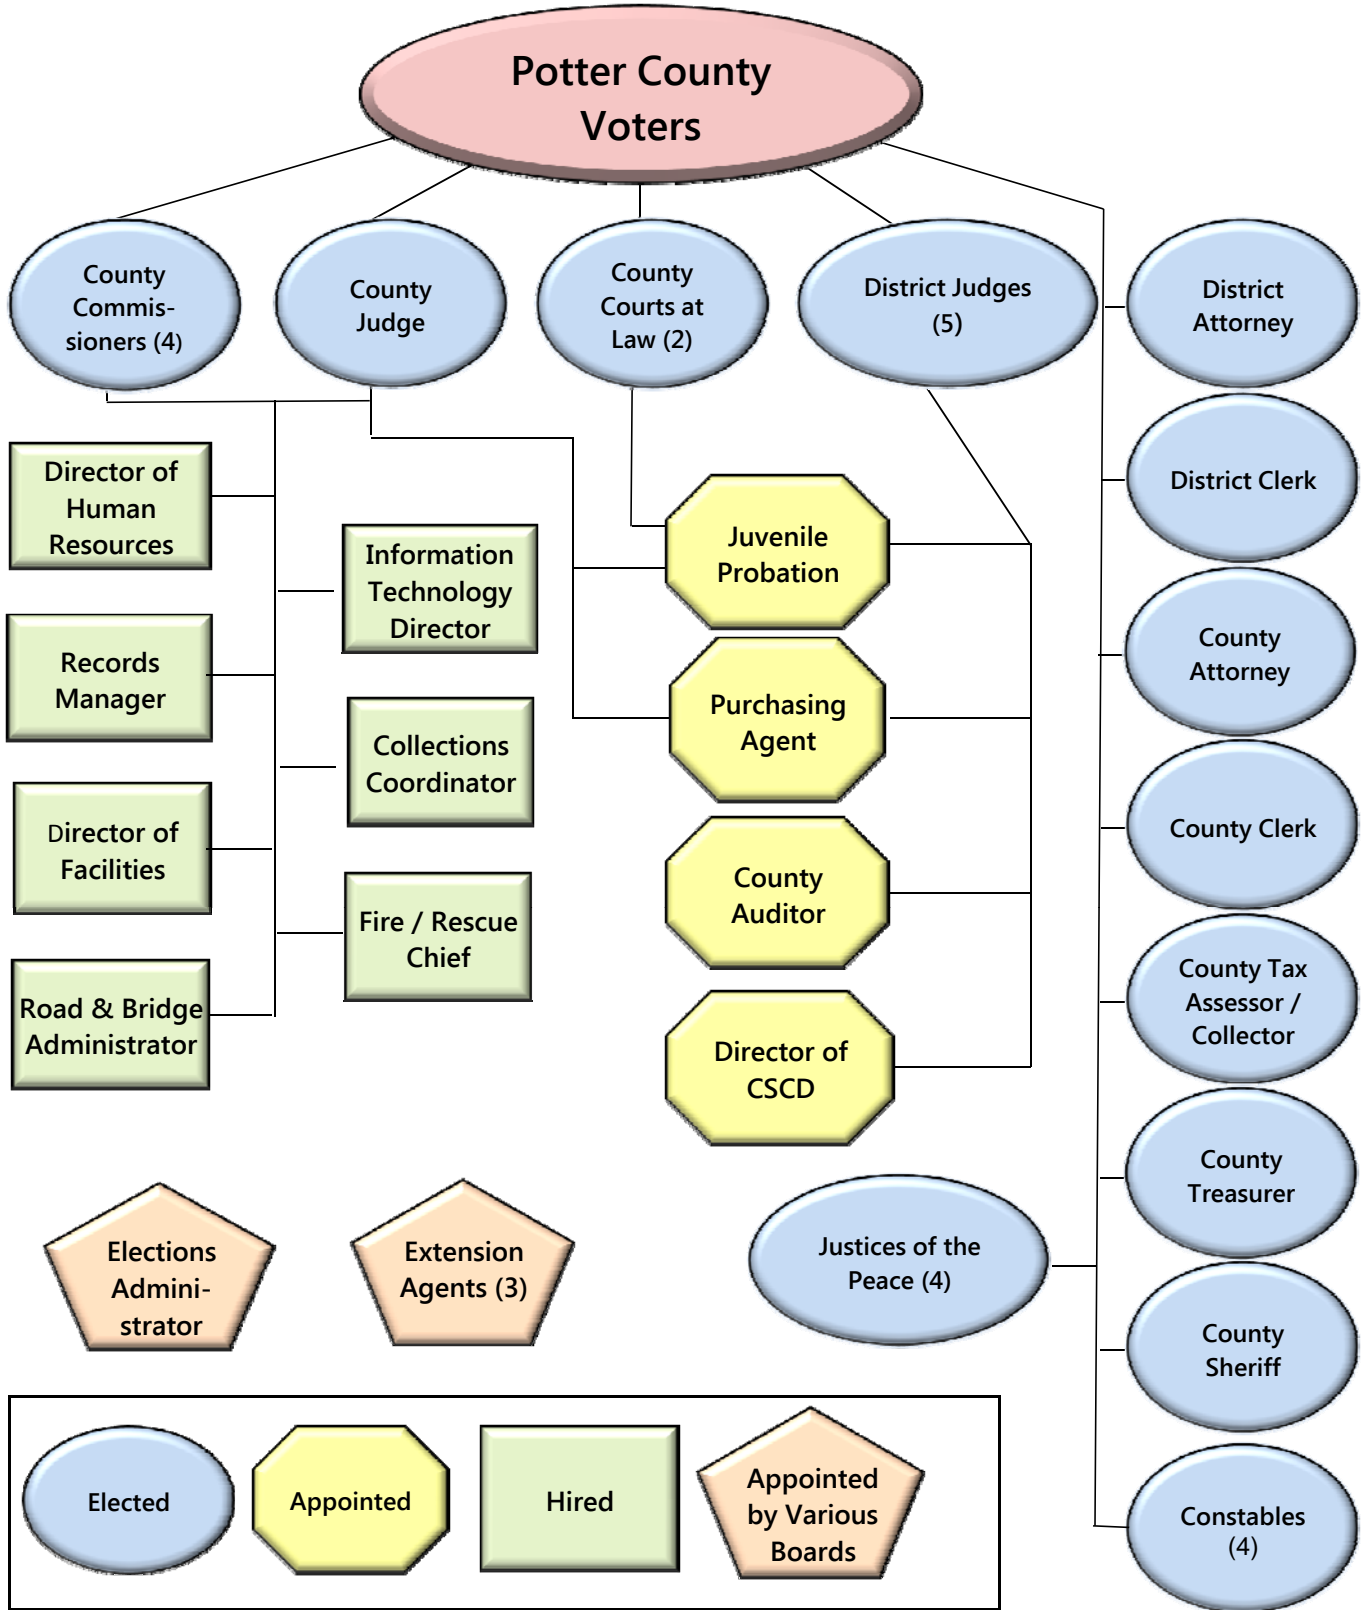 Potter County
Voters
County
Commis-
sioners (4)
County
Judge
County
Courts at
Law (2)
District Judges
(5)
District
Attorney
District Clerk
County
Attorney
County Clerk
County Tax
Assessor /
Collector
County
Treasurer
County
Sheriff
Constables
(4)
Justices of the
Peace (4)
Director of
Human
Resources
Records
Manager
Director of
Facilities
Road & Bridge
Administrator
Information
Technology
Director
Collections
Coordinator
Fire / Rescue
Chief
Juvenile
Probation
Purchasing
Agent
County
Auditor
Director of
CSCD
Elections
Admini-
strator
Extension
Agents (3)
Elected
Appointed
Hired
Appointed
by Various
Boards